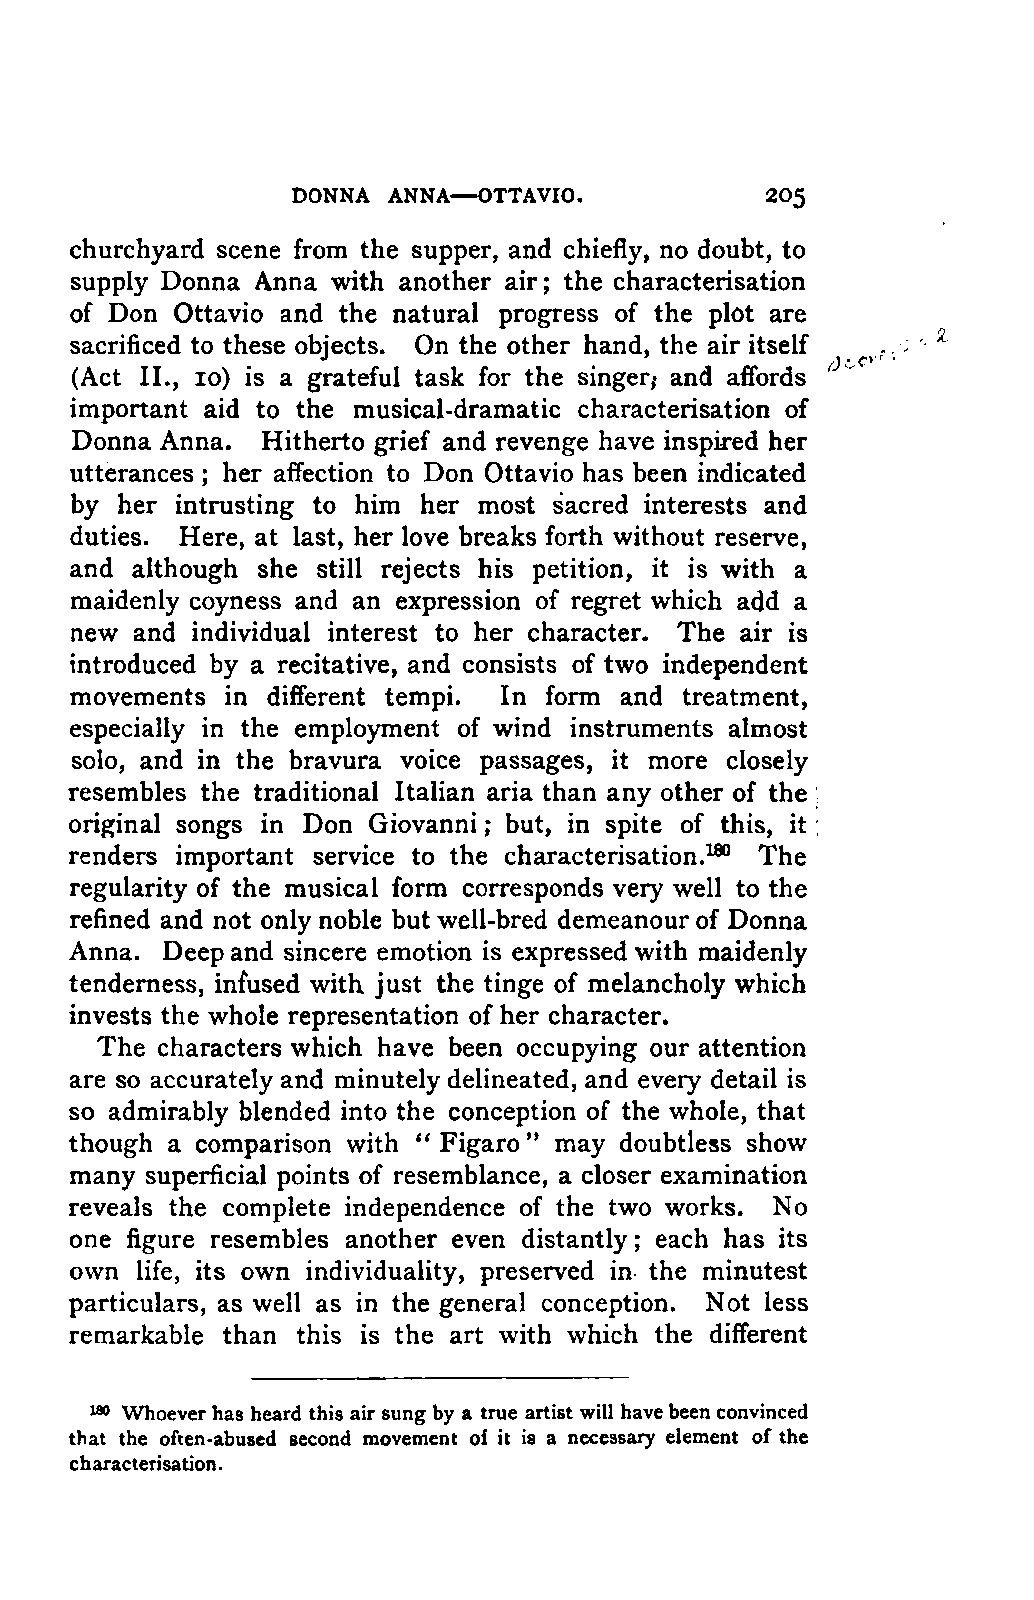 DONNA ANNA—OTTAVIO. 205
churchyard scene from the supper, and chiefly, no doubt, to
supply Donna Anna with another air; the characterisation
of Don Ottavio and the natural progress of the plot are
sacrificed to these objects. On the other hand, the air itself
(Act II., 10) is a grateful task for the singer, and affords
important aid to the musical-dramatic characterisation of
Donna Anna. Hitherto grief and revenge have inspired her
utterances; her affection to Don Ottavio has been indicated
by her intrusting to him her most sacred interests and
duties. Here, at last, her love breaks forth without reserve,
and although she still rejects his petition, it is with a
maidenly coyness and an expression of regret which add a
new and individual interest to her character. The air is
introduced by a recitative, and consists of two independent
movements in different tempi. In form and treatment,
especially in the employment of wind instruments almost
solo, and in the bravura voice passages, it more closely
resembles the traditional Italian aria than any other of the
original songs in Don Giovanni; but, in spite of this, it
renders important service to the characterisation.¹⁸⁰ The
regularity of the musical form corresponds very well to the
refined and not only noble but well-bred demeanour of Donna
Anna. Deep and sincere emotion is expressed with maidenly
tenderness, infused with just the tinge of melancholy which
invests the whole representation of her character.
The characters which have been occupying our attention
are so accurately and minutely delineated, and every detail is
so admirably blended into the conception of the whole, that
though a comparison with "Figaro" may doubtless show
many superficial points of resemblance, a closer examination
reveals the complete independence of the two works. No
one figure resembles another even distantly; each has its
own life, its own individuality, preserved in the minutest
particulars, as well as in the general conception. Not less
remarkable than this is the art with which the different
¹⁸⁰ Whoever has heard this air sung by a true artist will have been convinced
that the often-abused second movement of it is a necessary element of the
characterisation.